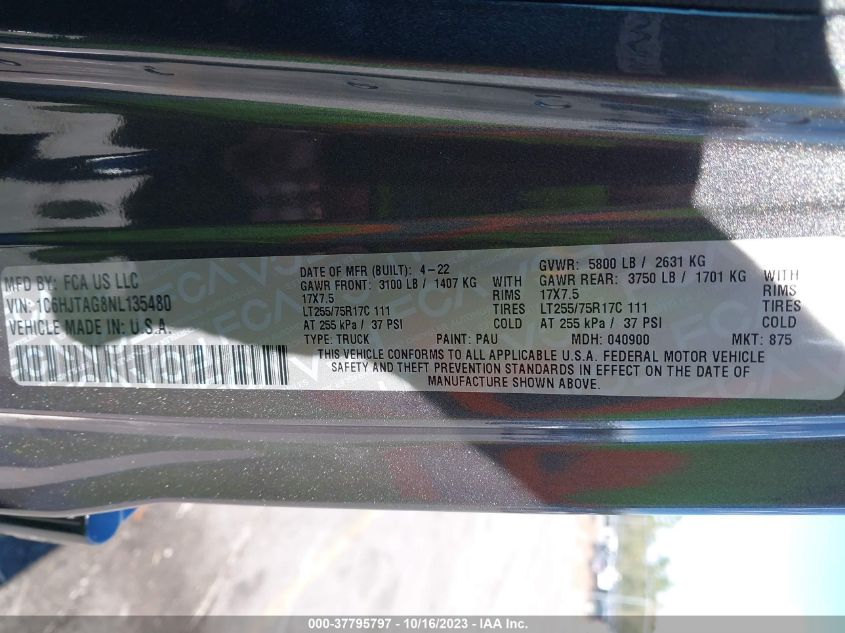 MFD BY: FCA US LLC
VIN: 1C6HJTAG8NL135480
VEHICLE MADE IN: U.S.A.
DATE OF MFR (BUILT): 4-22
GAWR FRONT: 3100 LB / 1407 KG WITH
17X7.5 RIMS
LT255/75R17C 111 TIRES
AT 255 kPa / 37 PSI COLD
GVWR: 5800 LB / 2631 KG
GAWR REAR: 3750 LB / 1701 KG WITH
17X7.5 RIMS
LT255/75R17C 111 TIRES
AT 255 kPa / 37 PSI COLD
TYPE: TRUCK PAINT: PAU MDH: 040900 MKT: 875
THIS VEHICLE CONFORMS TO ALL APPLICABLE U.S.A. FEDERAL MOTOR VEHICLE
SAFETY AND THEFT PREVENTION STANDARDS IN EFFECT ON THE DATE OF
MANUFACTURE SHOWN ABOVE.
000-37795797 - 10/16/2023 - IAA Inc.